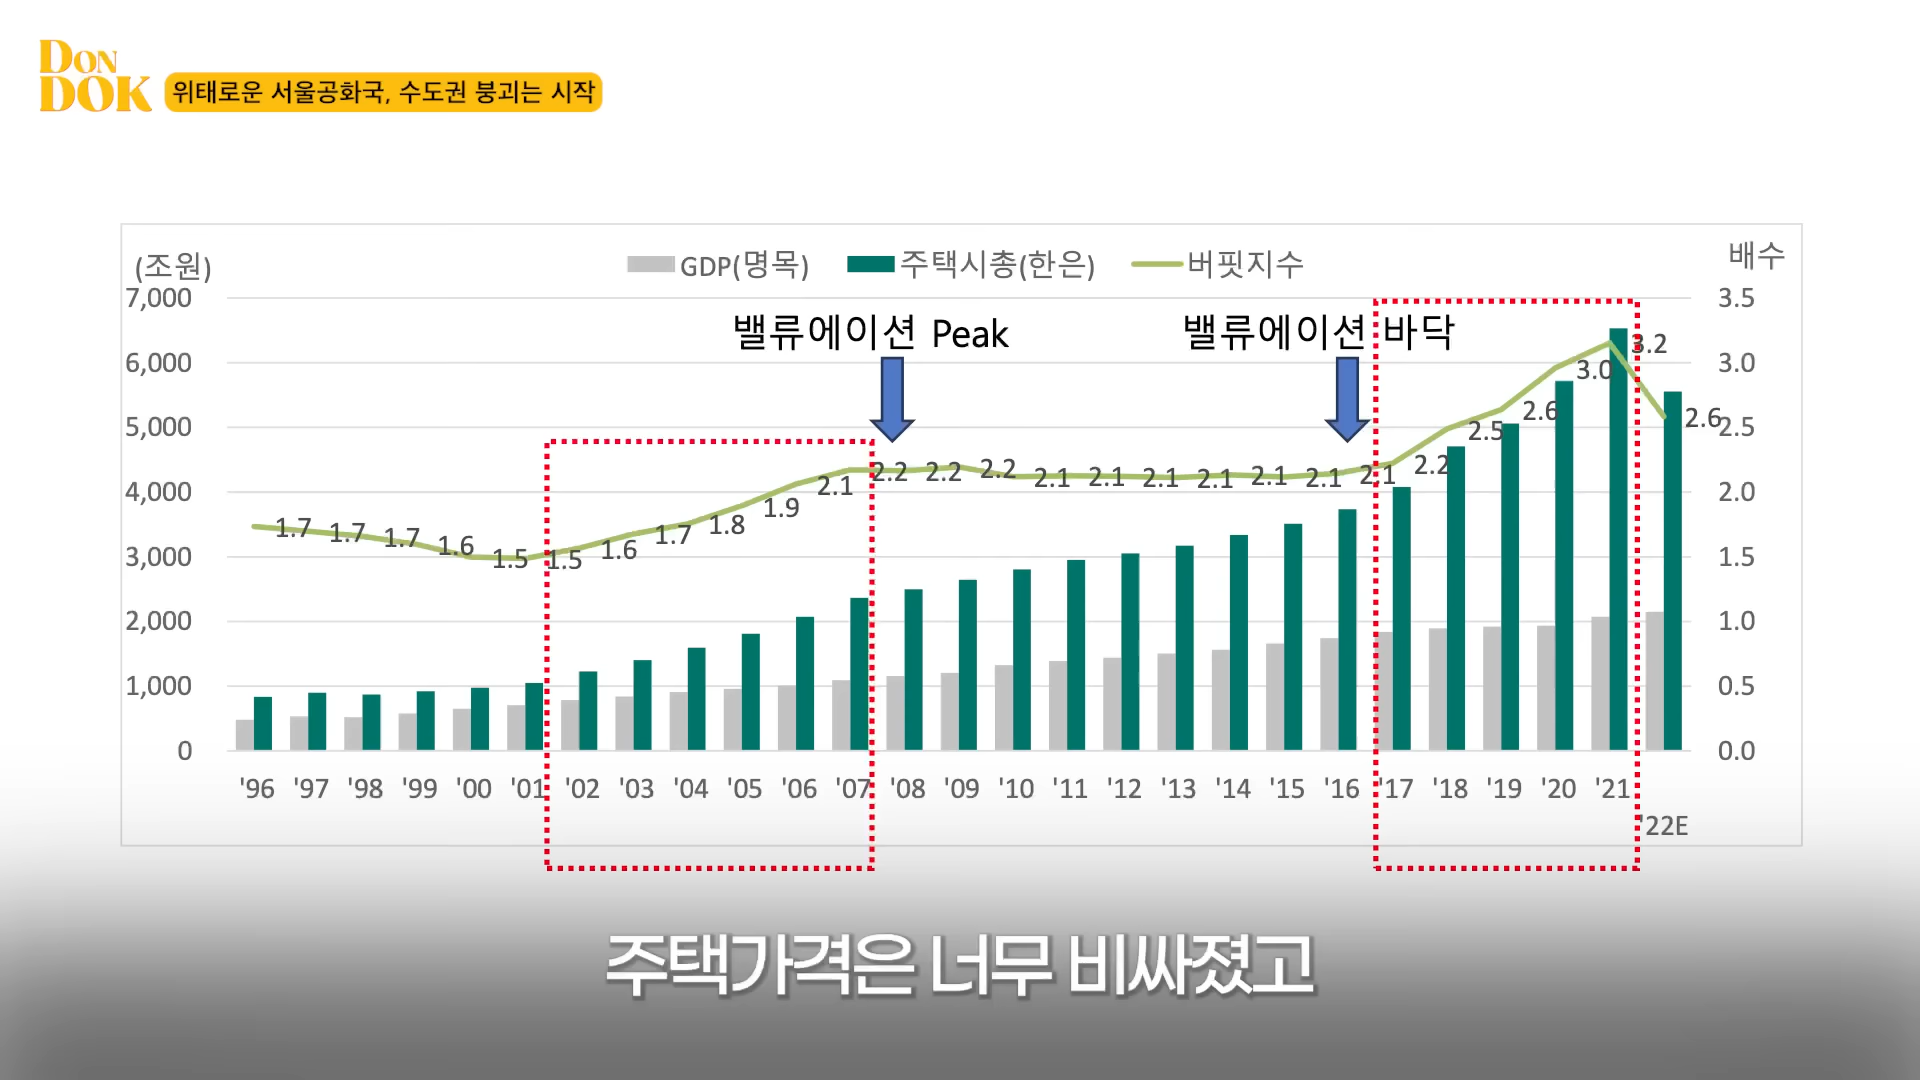 DON
DOK
위태로운 서울공화국, 수도권 붕괴는 시작
(조원)
GDP(명목)
주택시총(한은)
버핏지수
배수
밸류에이션 Peak
밸류에이션 바닥
7,000
6,000
5,000
4,000
3,000
2,000
1,000
0
3.5
3.0
2.5
2.0
1.5
1.0
0.5
0.0
1.7 1.7 1.7 1.6 1.5 1.5 1.6 1.7 1.8 1.9 2.1 2.2 2.2 2.2 2.1 2.1 2.1 2.1 2.1 2.1 2.1 2.2 2.5 2.6 3.0 3.2 2.6
'96 '97 '98 '99 '00 '01 '02 '03 '04 '05 '06 '07 '08 '09 '10 '11 '12 '13 '14 '15 '16 '17 '18 '19 '20 '21
'22E
주택가격은 너무 비싸졌고